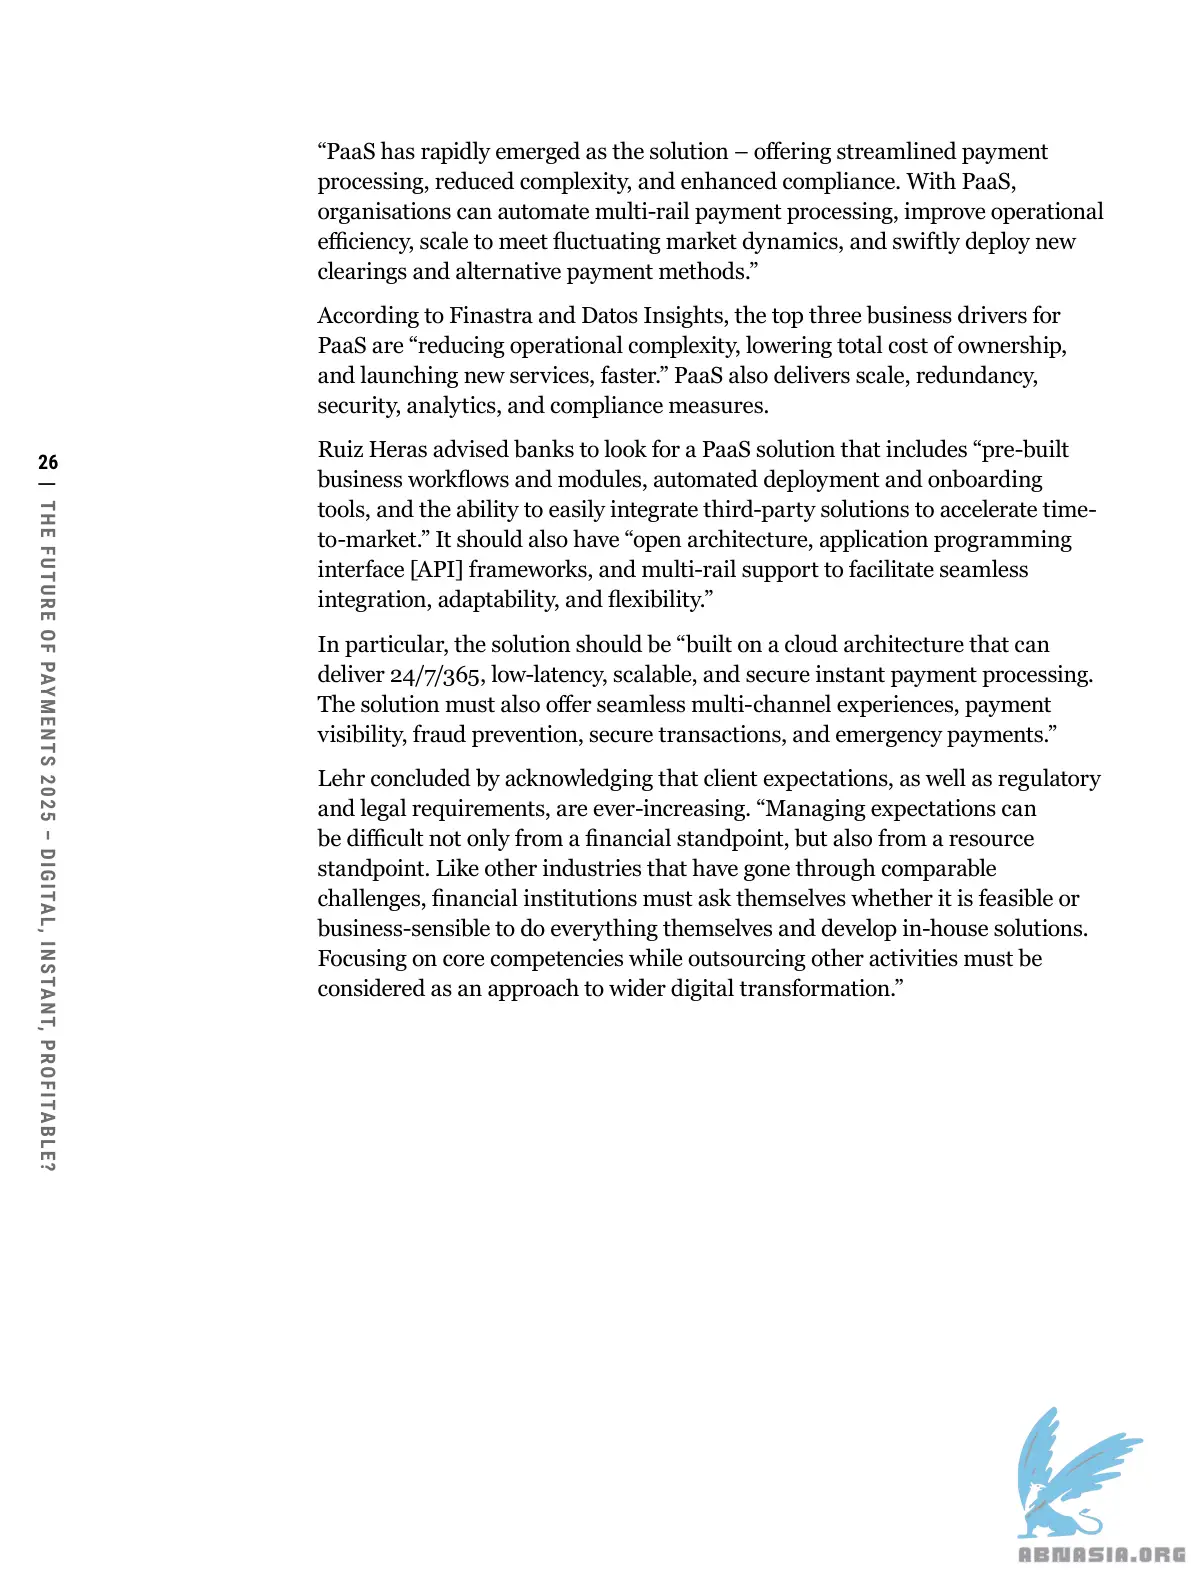 “PaaS has rapidly emerged as the solution – offering streamlined payment
processing, reduced complexity, and enhanced compliance. With PaaS,
organisations can automate multi-rail payment processing, improve operational
efficiency, scale to meet fluctuating market dynamics, and swiftly deploy new
clearings and alternative payment methods.”
According to Finastra and Datos Insights, the top three business drivers for
PaaS are “reducing operational complexity, lowering total cost of ownership,
and launching new services, faster.” PaaS also delivers scale, redundancy,
security, analytics, and compliance measures.
Ruiz Heras advised banks to look for a PaaS solution that includes “pre-built
business workflows and modules, automated deployment and onboarding
tools, and the ability to easily integrate third-party solutions to accelerate time-
to-market.” It should also have “open architecture, application programming
interface [API] frameworks, and multi-rail support to facilitate seamless
integration, adaptability, and flexibility.”
In particular, the solution should be “built on a cloud architecture that can
deliver 24/7/365, low-latency, scalable, and secure instant payment processing.
The solution must also offer seamless multi-channel experiences, payment
visibility, fraud prevention, secure transactions, and emergency payments.”
Lehr concluded by acknowledging that client expectations, as well as regulatory
and legal requirements, are ever-increasing. “Managing expectations can
be difficult not only from a financial standpoint, but also from a resource
standpoint. Like other industries that have gone through comparable
challenges, financial institutions must ask themselves whether it is feasible or
business-sensible to do everything themselves and develop in-house solutions.
Focusing on core competencies while outsourcing other activities must be
considered as an approach to wider digital transformation.”
26
THE FUTURE OF PAYMENTS 2025 – DIGITAL, INSTANT, PROFITABLE?
ABNASIA.ORG